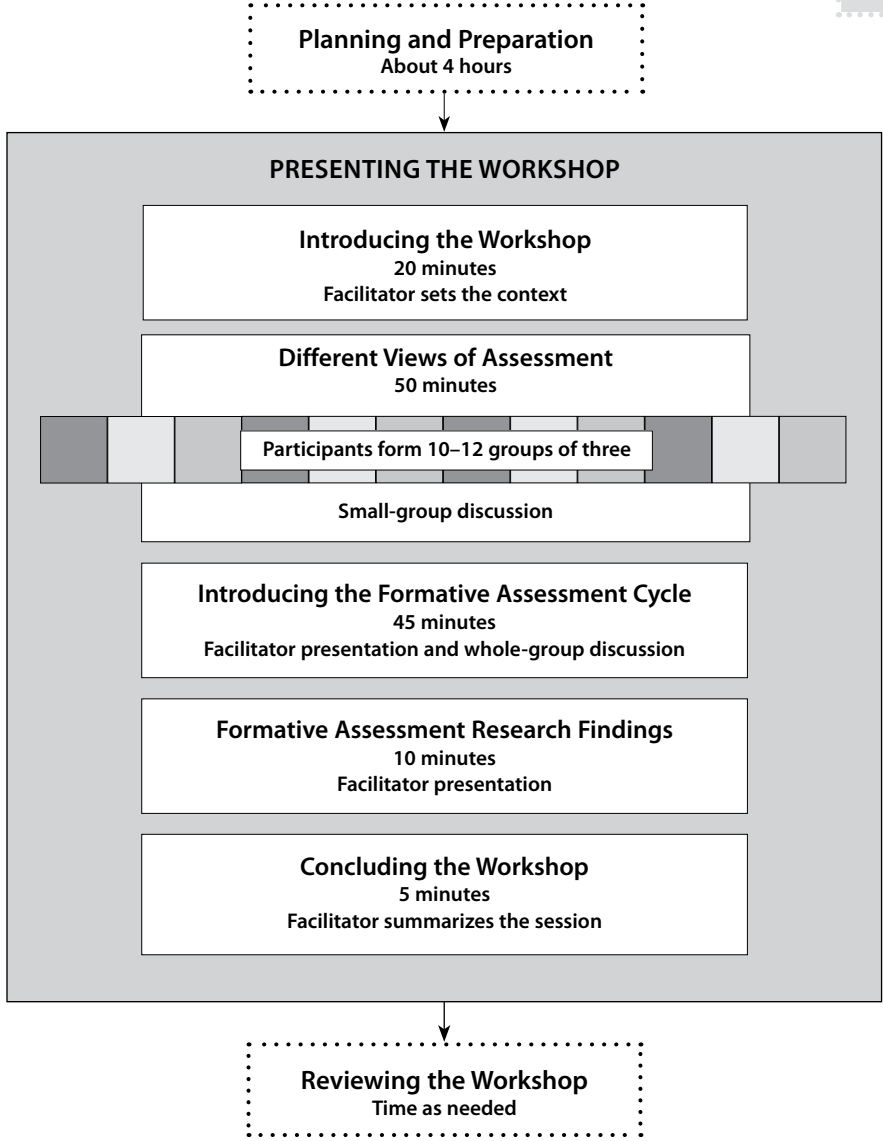 Planning and Preparation
About 4 hours
PRESENTING THE WORKSHOP
Introducing the Workshop
20 minutes
Facilitator sets the context
Different Views of Assessment
50 minutes
Participants form 10–12 groups of three
Small-group discussion
Introducing the Formative Assessment Cycle
45 minutes
Facilitator presentation and whole-group discussion
Formative Assessment Research Findings
10 minutes
Facilitator presentation
Concluding the Workshop
5 minutes
Facilitator summarizes the session
Reviewing the Workshop
Time as needed